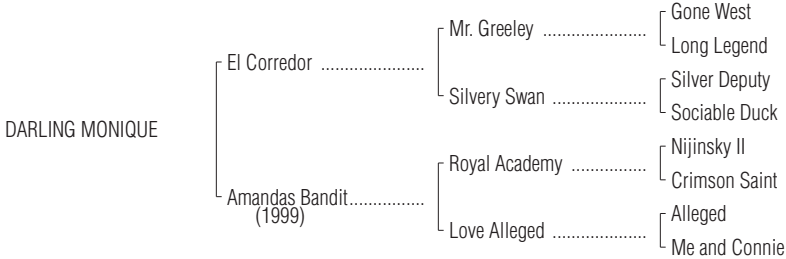 Gone West
Mr. Greeley ......................
Long Legend
El Corredor ......................
Silver Deputy
Silvery Swan ....................
Sociable Duck
DARLING MONIQUE
Nijinsky II
Royal Academy ................
Crimson Saint
Amandas Bandit................
(1999)
Alleged
Love Alleged ....................
Me and Connie